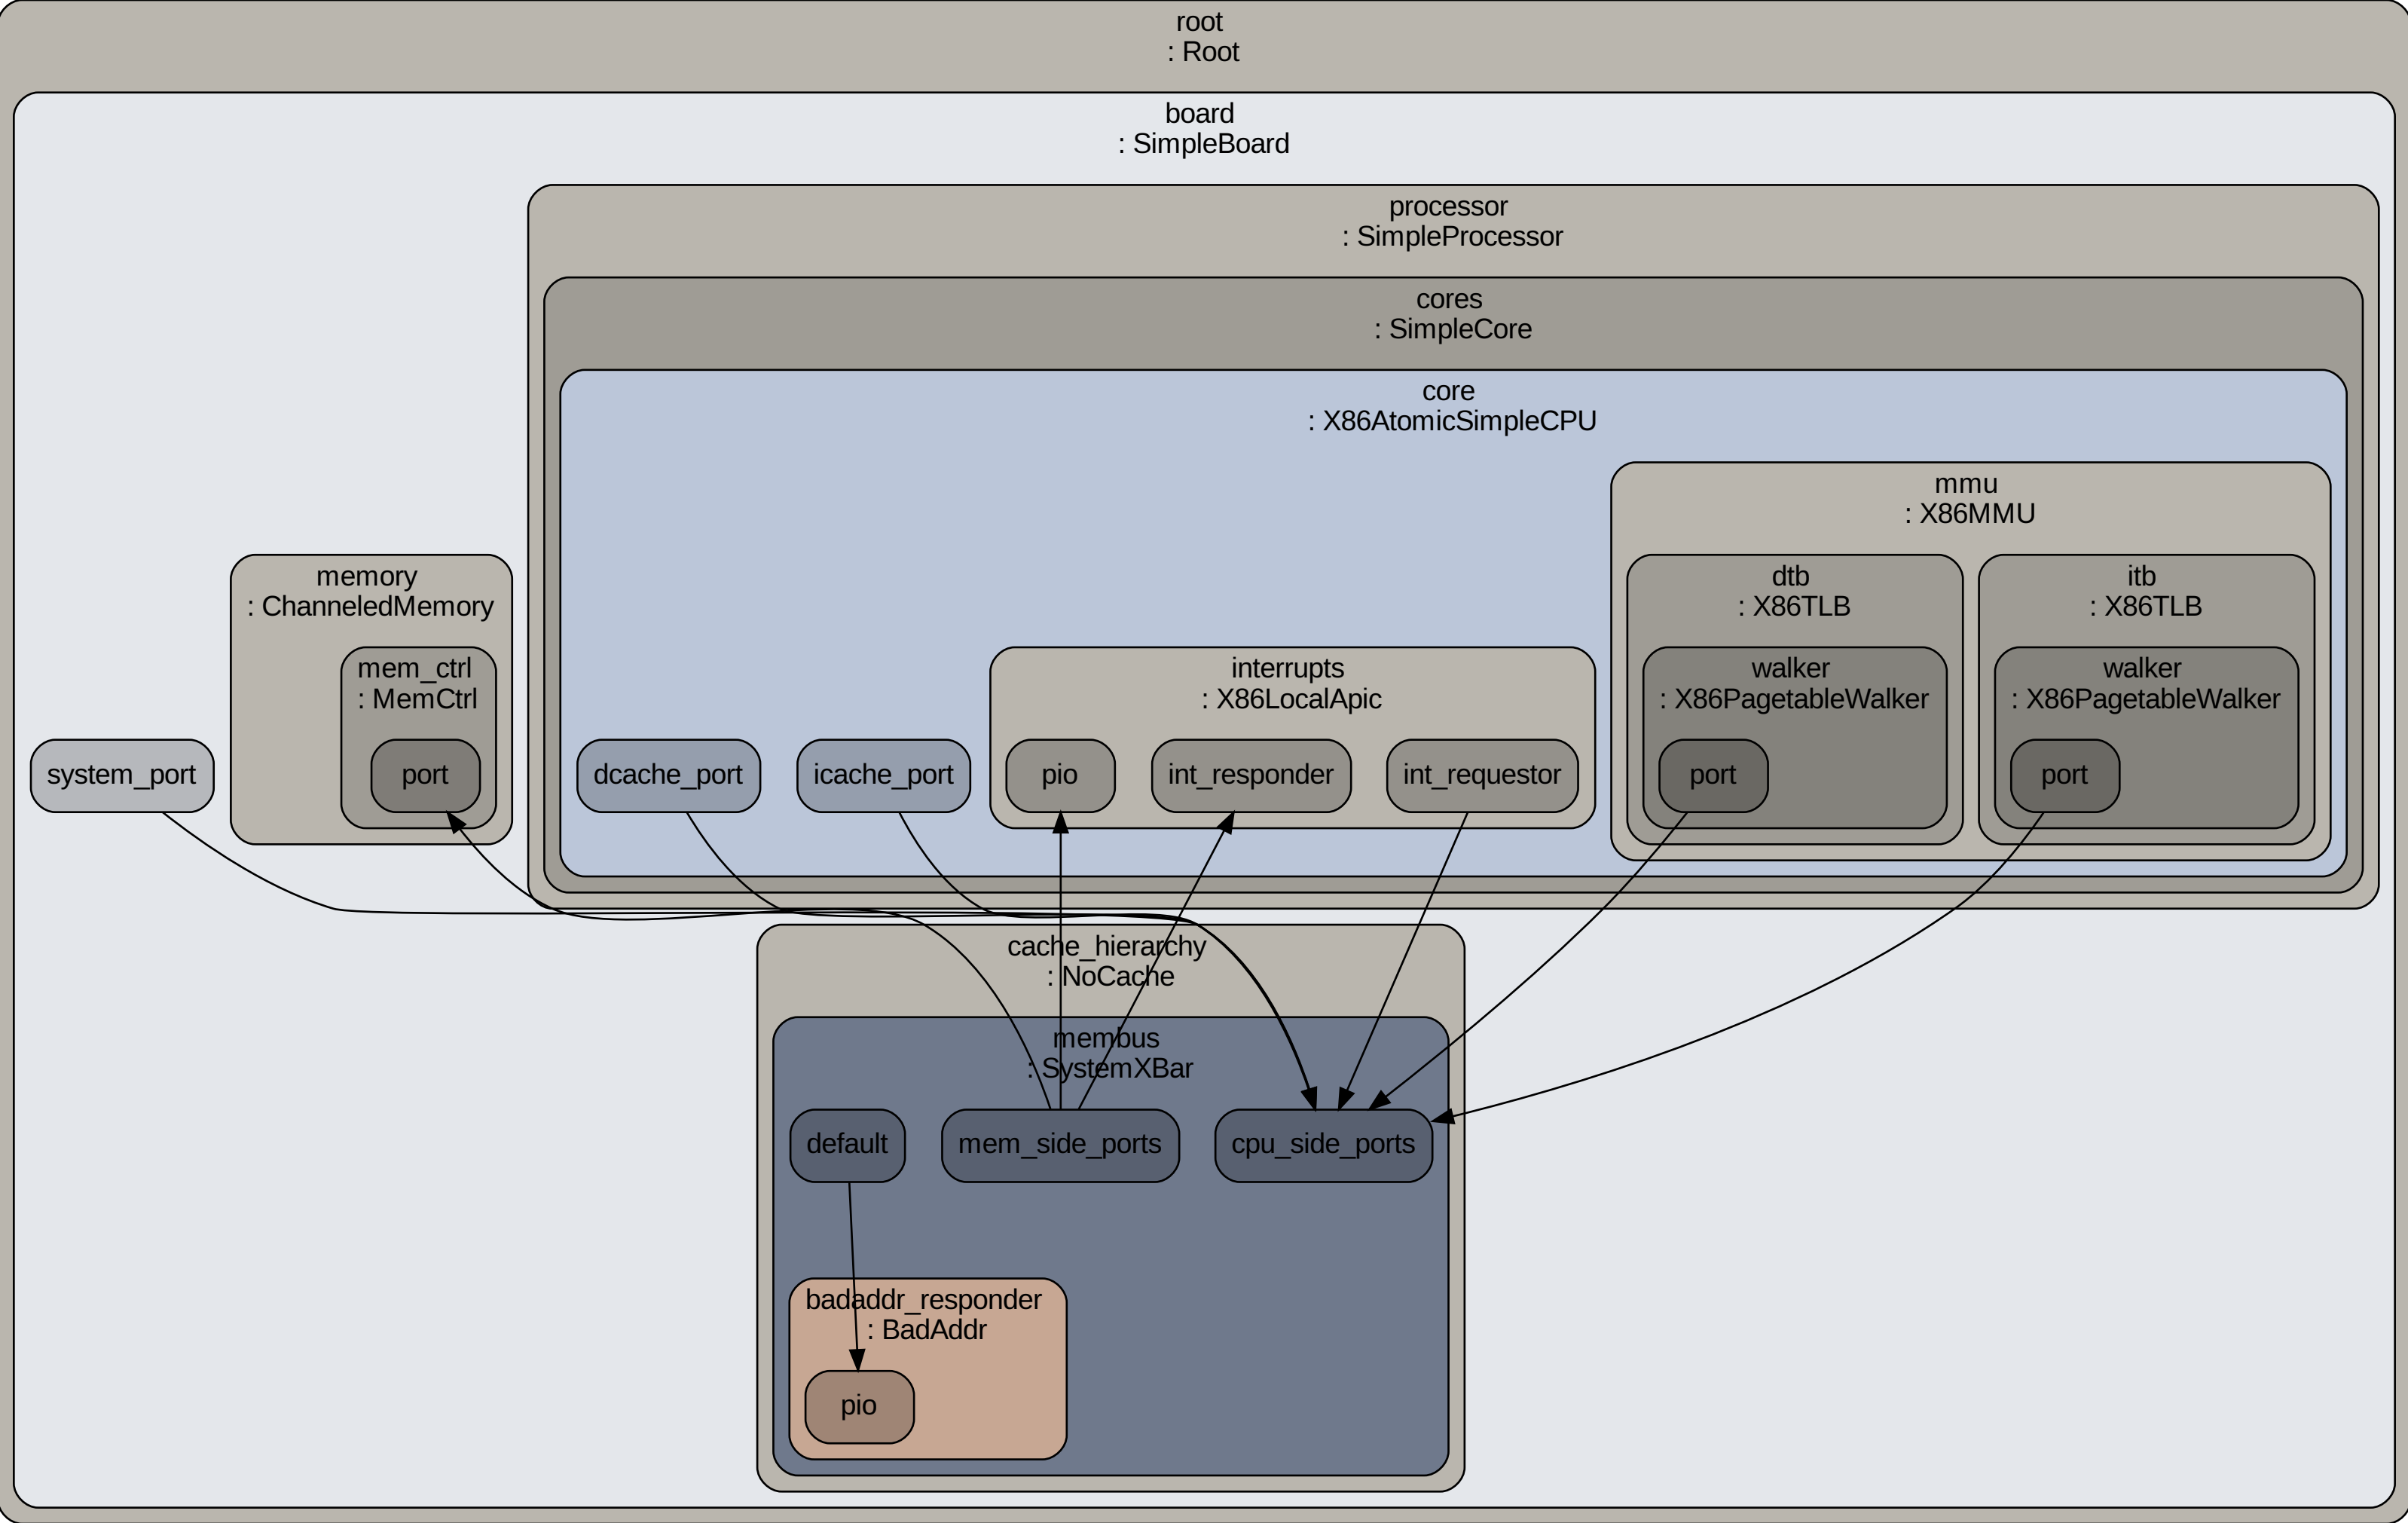 root
: Root
board
: SimpleBoard
processor
: SimpleProcessor
cores
: SimpleCore
core
: X86AtomicSimpleCPU
mmu
: X86MMU
memory
: ChanneledMemory
dtb
: X86TLB
itb
: X86TLB
mem_ctrl
: MemCtrl
interrupts
: X86LocalApic
walker
: X86PagetableWalker
walker
: X86PagetableWalker
system_port
port
dcache_port
icache_port
pio
int_responder
int_requestor
port
port
cache_hierarchy
: NoCache
membus
: SystemXBar
default
mem_side_ports
cpu_side_ports
badaddr_responder
: BadAddr
pio